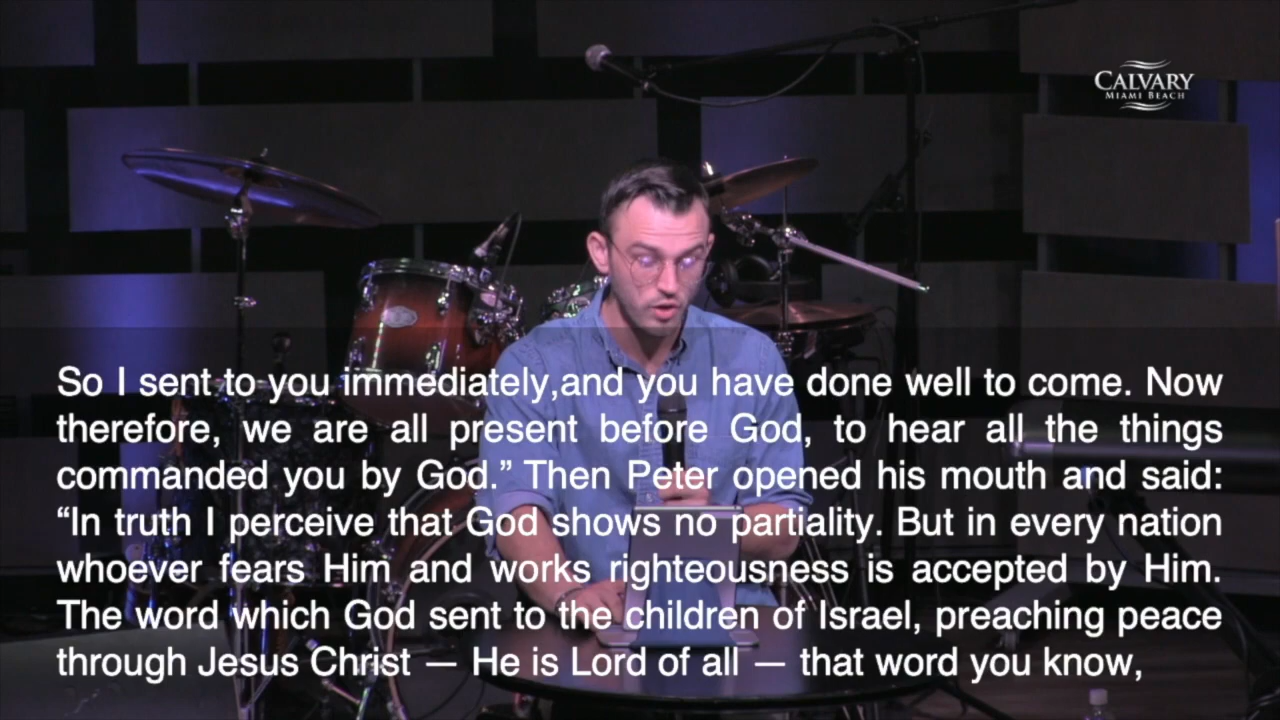 CALVARY
MIAMI BEACH
So I sent to you immediately,and you have done well to come. Now
therefore, we are all present before God, to hear all the things
commanded you by God.” Then Peter opened his mouth and said:
“In truth I perceive that God shows no partiality. But in every nation
whoever fears Him and works righteousness is accepted by Him.
The word which God sent to the children of Israel, preaching peace
through Jesus Christ — He is Lord of all — that word you know,